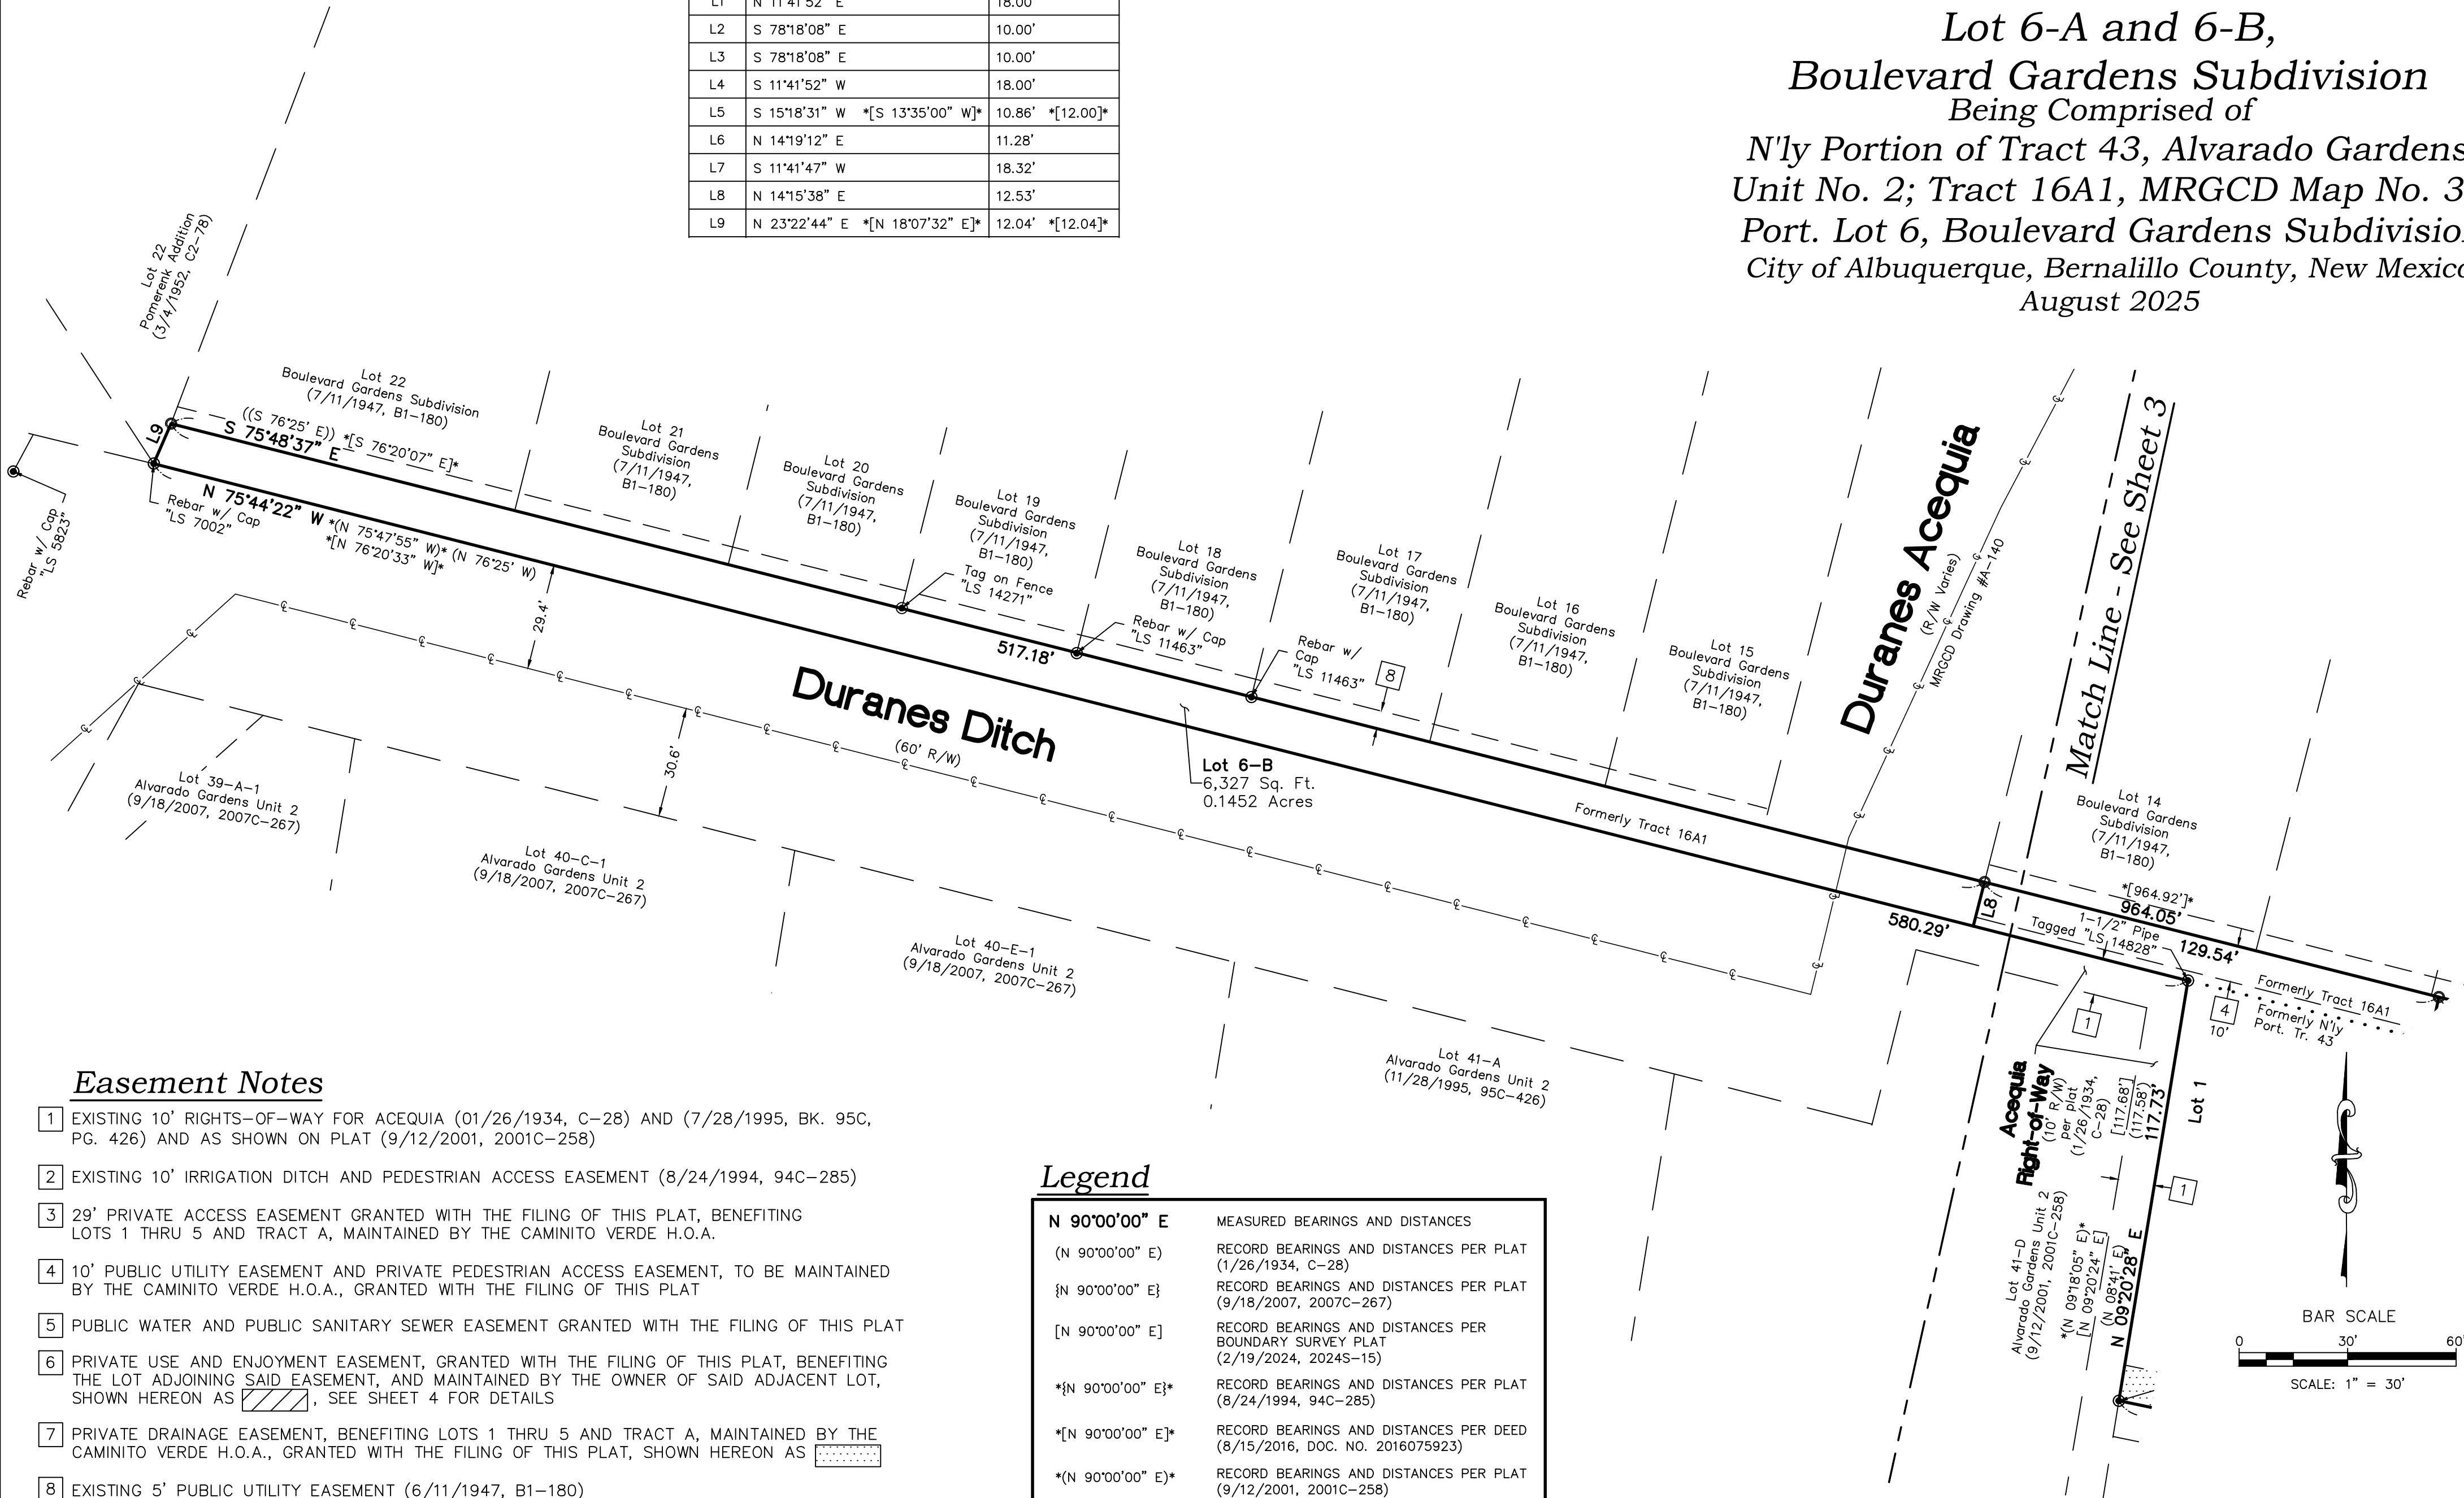 L1 N 11°41'52" E 18.00'
L2 S 78°18'08" E 10.00'
L3 S 78°18'08" E 10.00'
L4 S 11°41'52" W 18.00'
L5 S 15°18'31" W *[S 13°35'00" W]* 10.86' *[12.00]*
L6 N 14°19'12" E 11.28'
L7 S 11°41'47" W 18.32'
L8 N 14°15'38" E 12.53'
L9 N 23°22'44" E *[N 18°07'32" E]* 12.04' *[12.04]*
Lot 6-A and 6-B,
Boulevard Gardens Subdivision
Being Comprised of
N'ly Portion of Tract 43, Alvarado Gardens
Unit No. 2; Tract 16A1, MRGCD Map No. 3
Port. Lot 6, Boulevard Gardens Subdivision
City of Albuquerque, Bernalillo County, New Mexico
August 2025
Lot 22
Pomerenk Addition
(3/4/1952, C2-78)
Lot 22
Boulevard Gardens Subdivision
(7/11/1947, B1-180)
((S 76°25' E)) *[S 76°20'07" E]*
S 75°48'37" E
L9
N 75°44'22" W *(N 75°47'55" W)* (N 76°25' W)
*[N 76°20'33" W]*
Rebar w/ Cap
"LS 7002"
Rebar w/ Cap
"LS 5823"
Lot 21
Boulevard Gardens
Subdivision
(7/11/1947,
B1-180)
Lot 20
Boulevard Gardens
Subdivision
(7/11/1947,
B1-180)
Lot 19
Boulevard Gardens
Subdivision
(7/11/1947,
B1-180)
Tag on Fence
"LS 14271"
Lot 18
Boulevard Gardens
Subdivision
(7/11/1947,
B1-180)
Rebar w/ Cap
"LS 11463"
Lot 17
Boulevard Gardens
Subdivision
(7/11/1947,
B1-180)
Rebar w/
Cap
"LS 11463"
8
Lot 16
Boulevard Gardens
Subdivision
(7/11/1947,
B1-180)
Lot 15
Boulevard Gardens
Subdivision
(7/11/1947,
B1-180)
Duranes Acequia
(R/W Varies)
MRGCD Drawing #A-140
Match Line - See Sheet 3
29.4'
517.18'
Duranes Ditch
(60' R/W)
30.6'
Lot 6-B
6,327 Sq. Ft.
0.1452 Acres
Formerly Tract 16A1
Lot 14
Boulevard Gardens
Subdivision
(7/11/1947,
B1-180)
*[964.92']*
964.05'
L8
580.29'
1-1/2" Pipe
Tagged "LS 14828"
129.54'
Formerly Tract 16A1
Formerly N'ly
Port. Tr. 43
4
10'
1
Lot 39-A-1
Alvarado Gardens Unit 2
(9/18/2007, 2007C-267)
Lot 40-C-1
Alvarado Gardens Unit 2
(9/18/2007, 2007C-267)
Lot 40-E-1
Alvarado Gardens Unit 2
(9/18/2007, 2007C-267)
Lot 41-A
Alvarado Gardens Unit 2
(11/28/1995, 95C-426)
Acequia
Right-of-Way
(10' R/W)
per plat
(1/26/1934,
C-28)
[117.68']
(117.58')
117.73'
Lot 1
1
Lot 41-D
Alvarado Gardens Unit 2
(9/12/2001, 2001C-258)
*(N 09°18'05" E)*
[N 09°20'24" E]
(N 08°41' E)
N 09°20'28" E
BAR SCALE
0 30' 60'
SCALE: 1" = 30'
Easement Notes
1 EXISTING 10' RIGHTS-OF-WAY FOR ACEQUIA (01/26/1934, C-28) AND (7/28/1995, BK. 95C,
PG. 426) AND AS SHOWN ON PLAT (9/12/2001, 2001C-258)
2 EXISTING 10' IRRIGATION DITCH AND PEDESTRIAN ACCESS EASEMENT (8/24/1994, 94C-285)
3 29' PRIVATE ACCESS EASEMENT GRANTED WITH THE FILING OF THIS PLAT, BENEFITING
LOTS 1 THRU 5 AND TRACT A, MAINTAINED BY THE CAMINITO VERDE H.O.A.
4 10' PUBLIC UTILITY EASEMENT AND PRIVATE PEDESTRIAN ACCESS EASEMENT, TO BE MAINTAINED
BY THE CAMINITO VERDE H.O.A., GRANTED WITH THE FILING OF THIS PLAT
5 PUBLIC WATER AND PUBLIC SANITARY SEWER EASEMENT GRANTED WITH THE FILING OF THIS PLAT
6 PRIVATE USE AND ENJOYMENT EASEMENT, GRANTED WITH THE FILING OF THIS PLAT, BENEFITING
THE LOT ADJOINING SAID EASEMENT, AND MAINTAINED BY THE OWNER OF SAID ADJACENT LOT,
SHOWN HEREON AS , SEE SHEET 4 FOR DETAILS
7 PRIVATE DRAINAGE EASEMENT, BENEFITING LOTS 1 THRU 5 AND TRACT A, MAINTAINED BY THE
CAMINITO VERDE H.O.A., GRANTED WITH THE FILING OF THIS PLAT, SHOWN HEREON AS
8 EXISTING 5' PUBLIC UTILITY EASEMENT (6/11/1947, B1-180)
Legend
N 90°00'00" E MEASURED BEARINGS AND DISTANCES
(N 90°00'00" E) RECORD BEARINGS AND DISTANCES PER PLAT
(1/26/1934, C-28)
{N 90°00'00" E} RECORD BEARINGS AND DISTANCES PER PLAT
(9/18/2007, 2007C-267)
[N 90°00'00" E] RECORD BEARINGS AND DISTANCES PER
BOUNDARY SURVEY PLAT
(2/19/2024, 2024S-15)
*{N 90°00'00" E}* RECORD BEARINGS AND DISTANCES PER PLAT
(8/24/1994, 94C-285)
*[N 90°00'00" E]* RECORD BEARINGS AND DISTANCES PER DEED
(8/15/2016, DOC. NO. 2016075923)
*(N 90°00'00" E)* RECORD BEARINGS AND DISTANCES PER PLAT
(9/12/2001, 2001C-258)